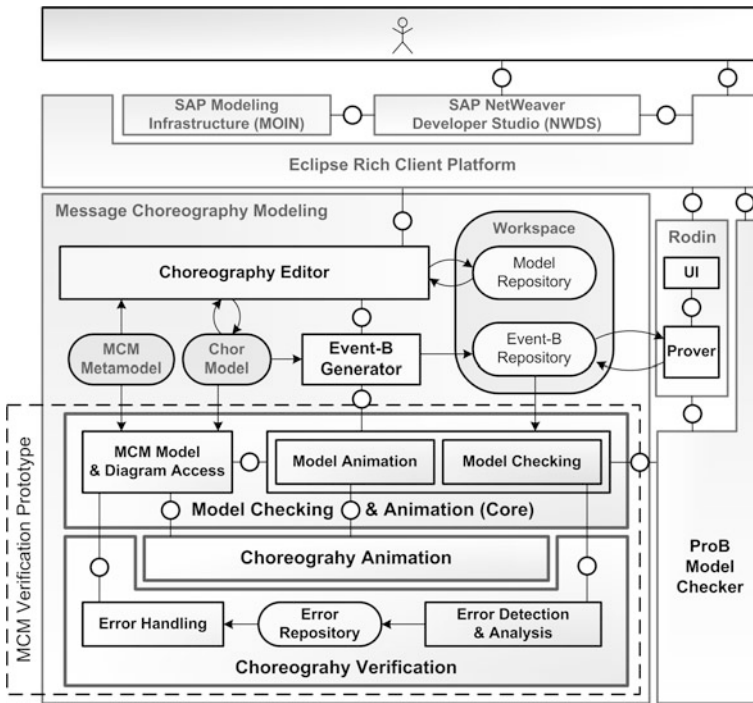 SAP Modeling
Infrastructure (MOIN)
SAP NetWeaver
Developer Studio (NWDS)
Eclipse Rich Client Platform
Message Choreography Modeling
Workspace
Rodin
Choreography Editor
Model
Repository
UI
MCM
Metamodel
Chor
Model
Event-B
Generator
Event-B
Repository
Prover
MCM Verification Prototype
MCM Model
& Diagram Access
Model Animation
Model Checking
Model Checking & Animation (Core)
Choreograhy Animation
ProB
Model
Checker
Error Handling
Error
Repository
Error Detection
& Analysis
Choreograhy Verification